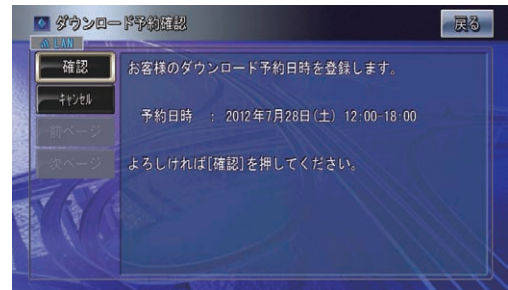 ダウンロード予約確認
戻る
LAN
確認
お客様のダウンロード予約日時を登録します。
キャンセル
予約日時 : 2012年7月28日(土) 12:00-18:00
前ページ
次ページ
よろしければ[確認]を押してください。